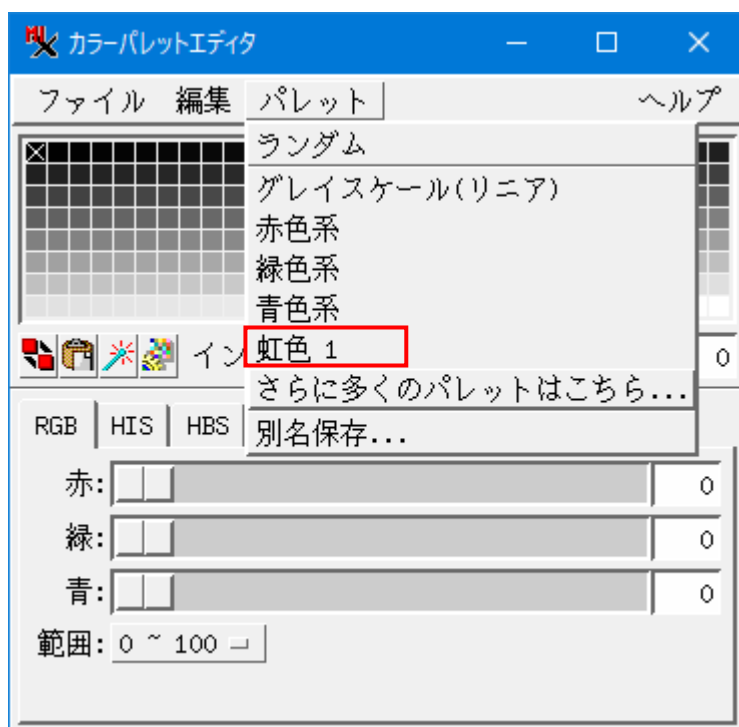 カラーパレットエディタ
ファイル 編集 パレット ヘルプ
ランダム
グレイスケール(リニア)
赤色系
緑色系
青色系
虹色 1
さらに多くのパレットはこちら...
別名保存...
イン 0
RGB HIS HBS
赤: 0
緑: 0
青: 0
範囲: 0 ~ 100